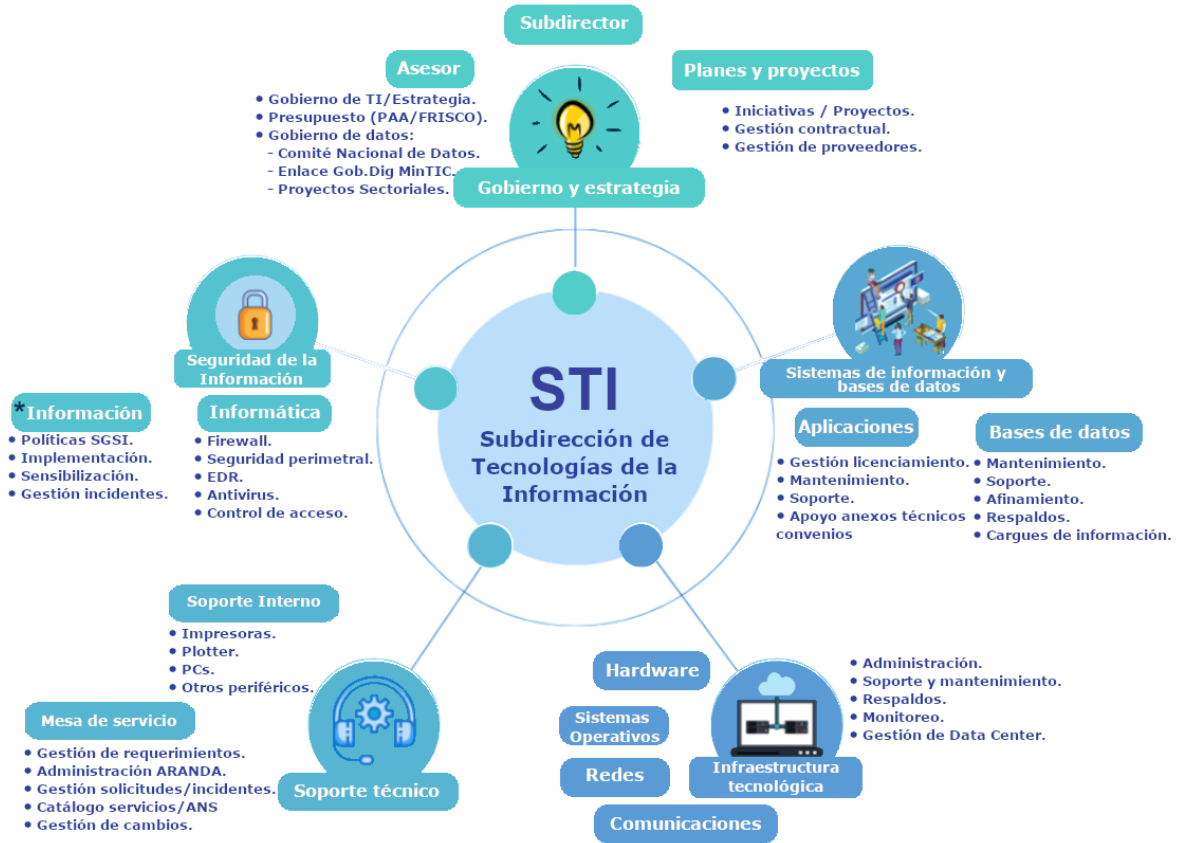 Subdirector
Asesor
• Gobierno de TI/Estrategia.
• Presupuesto (PAA/FRISCO).
• Gobierno de datos:
- Comité Nacional de Datos.
- Enlace Gob.Dig MinTIC.
- Proyectos Sectoriales.
Planes y proyectos
• Iniciativas / Proyectos.
• Gestión contractual.
• Gestión de proveedores.
M
Gobierno y estrategia
Seguridad de la
Información
*Información
• Políticas SGSI.
• Implementación.
• Sensibilización.
• Gestión incidentes.
Informática
• Firewall.
• Seguridad perimetral.
• EDR.
• Antivirus.
• Control de acceso.
STI
Subdirección de
Tecnologías de la
Información
Sistemas de información y
bases de datos
Aplicaciones
• Gestión licenciamiento.
• Mantenimiento.
• Soporte.
• Apoyo anexos técnicos
convenios
Bases de datos
• Mantenimiento.
• Soporte.
• Afinamiento.
• Respaldos.
• Cargues de información.
Soporte Interno
• Impresoras.
• Plotter.
• PCs.
• Otros periféricos.
Mesa de servicio
• Gestión de requerimientos.
• Administración ARANDA.
• Gestión solicitudes/incidentes.
• Catálogo servicios/ANS
• Gestión de cambios.
Soporte técnico
Hardware
Sistemas
Operativos
Redes
Comunicaciones
Infraestructura
tecnológica
• Administración.
• Soporte y mantenimiento.
• Respaldos.
• Monitoreo.
• Gestión de Data Center.